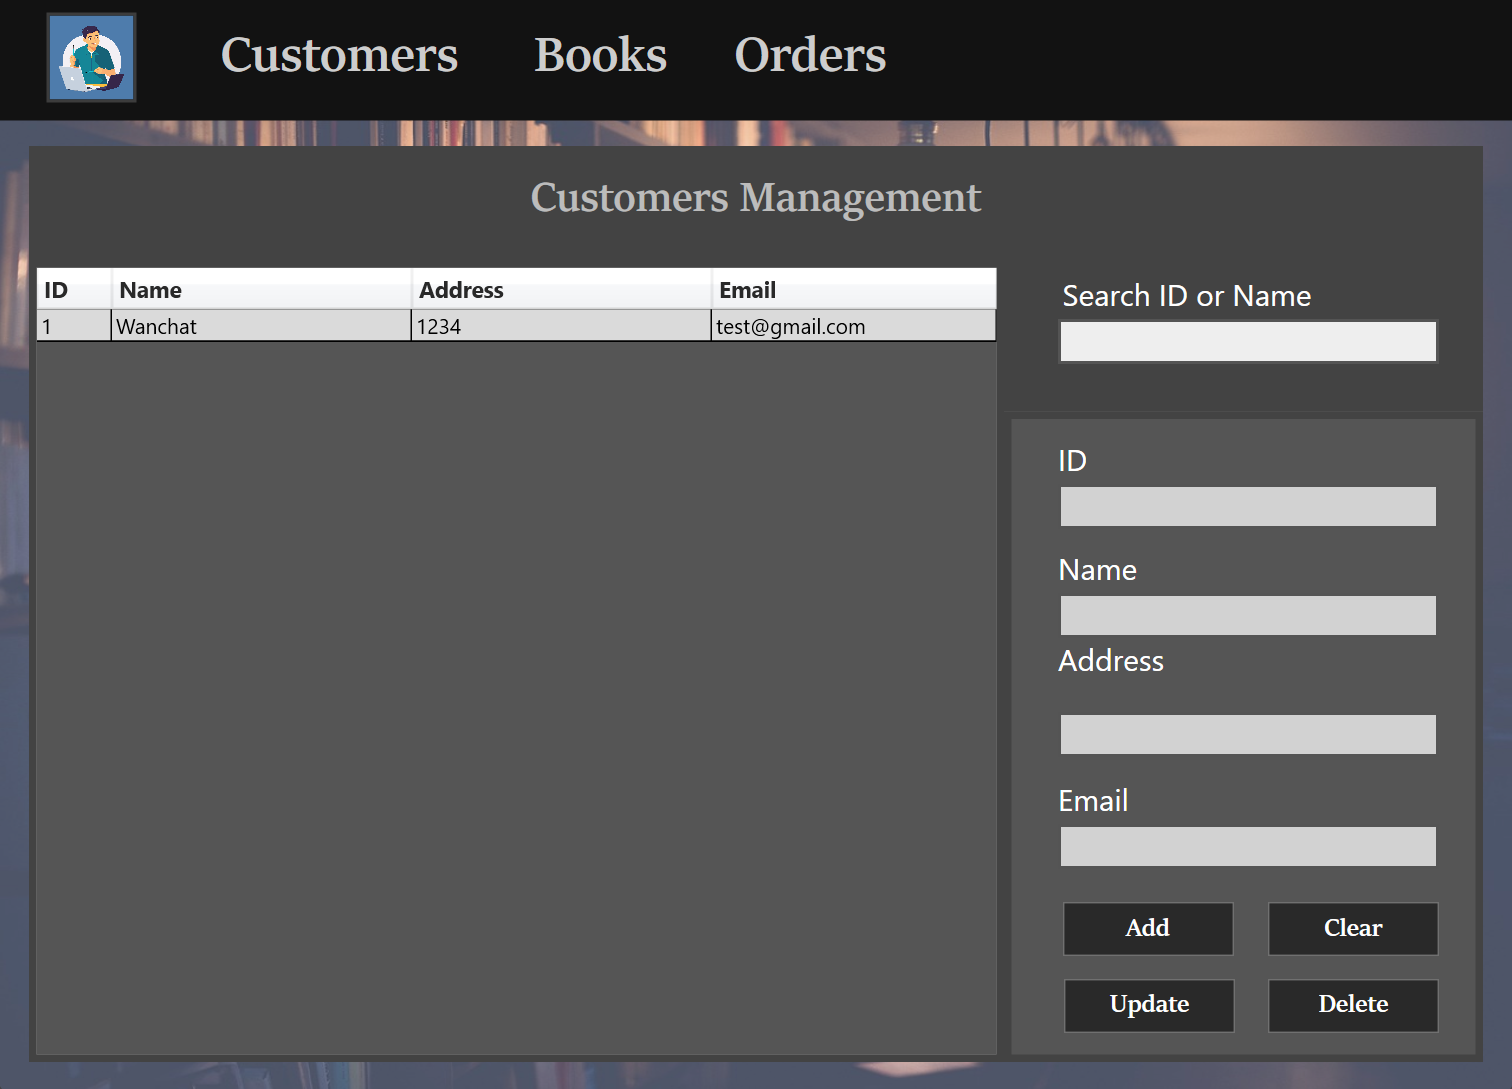 Customers Books Orders
Customers Management
ID Name Address Email
1 Wanchat 1234 test@gmail.com
Search ID or Name
ID
Name
Address
Email
Add Clear
Update Delete